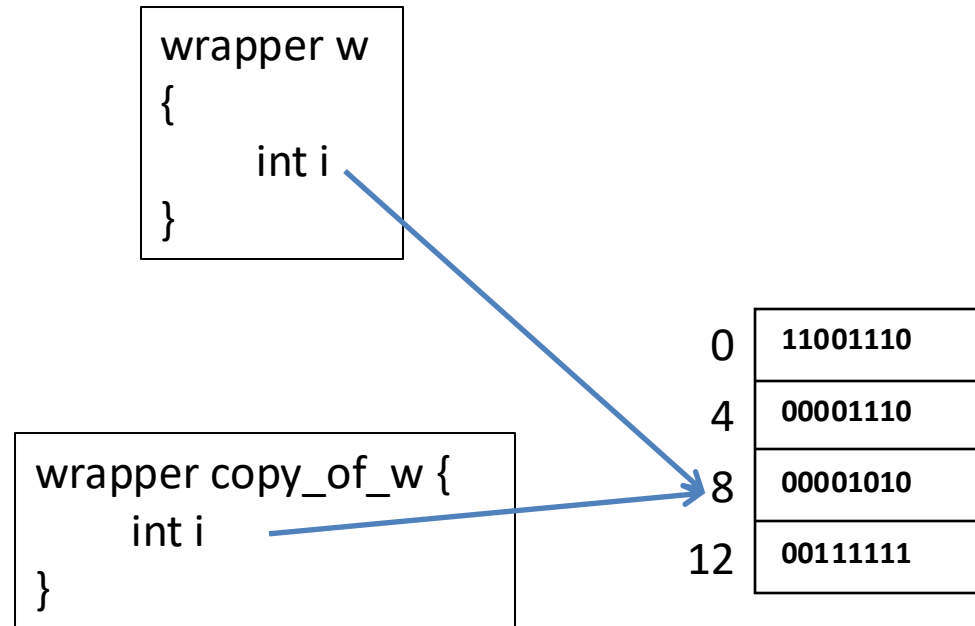 wrapper w
{
int i
}
0 11001110
4 00001110
8 00001010
12 00111111
wrapper copy_of_w {
int i
}